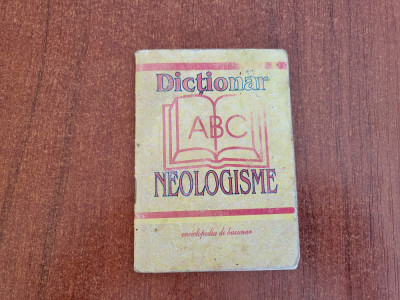 Dicționar
ABC
NEOLOGISME
enciclopedia de buzunar